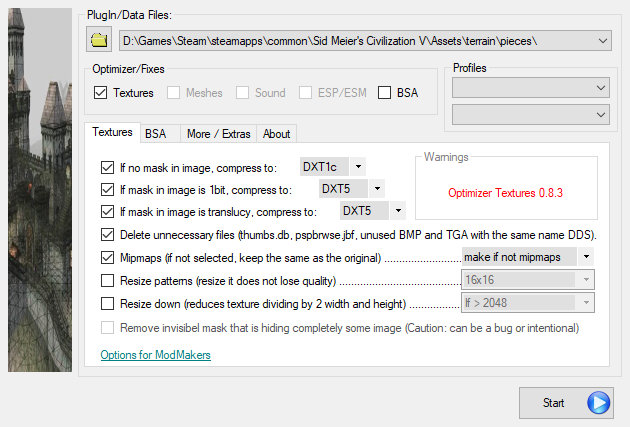 PlugIn/Data Files:
D:\Games\Steam\steamapps\common\Sid Meier's Civilization V\Assets\terrain\pieces\
Optimizer/Fixes
Profiles
Textures Meshes Sound ESP/ESM BSA
Textures BSA More / Extras About
If no mask in image, compress to: DXT1c
Warnings
If mask in image is 1bit, compress to: DXT5
Optimizer Textures 0.8.3
If mask in image is translucy, compress to: DXT5
Delete unnecessary files (thumbs.db, pspbrwse.jbf, unused BMP and TGA with the same name DDS).
Mipmaps (if not selected, keep the same as the original) ..................... make if not mipmaps
Resize patterns (resize it does not lose quality) ................................ 16x16
Resize down (reduces texture dividing by 2 width and height) .............. If > 2048
Remove invisibel mask that is hiding completely some image (Caution: can be a bug or intentional)
Options for ModMakers
Start